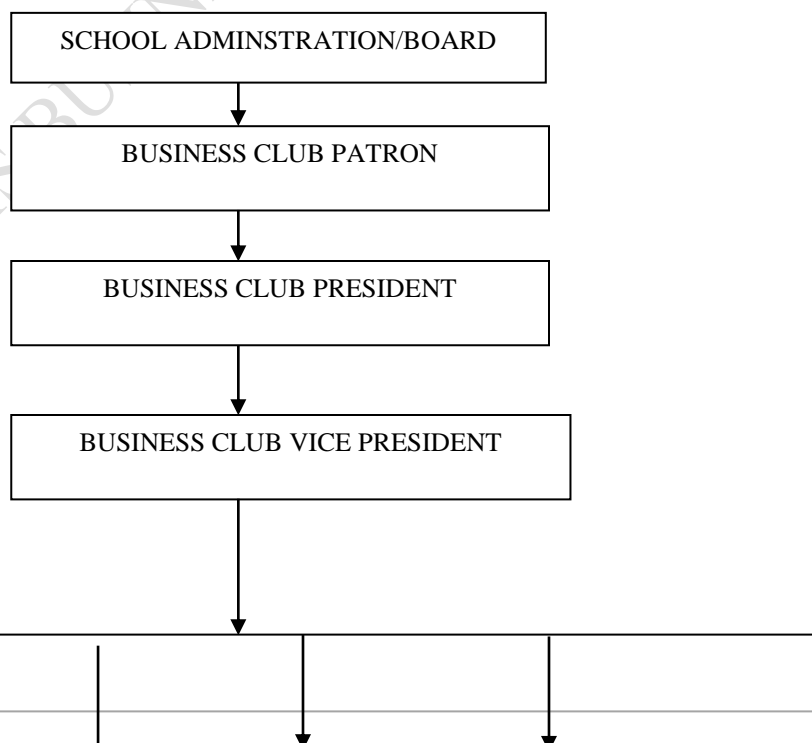 SCHOOL ADMINSTRATION/BOARD
BUSINESS CLUB PATRON
BUSINESS CLUB PRESIDENT
BUSINESS CLUB VICE PRESIDENT